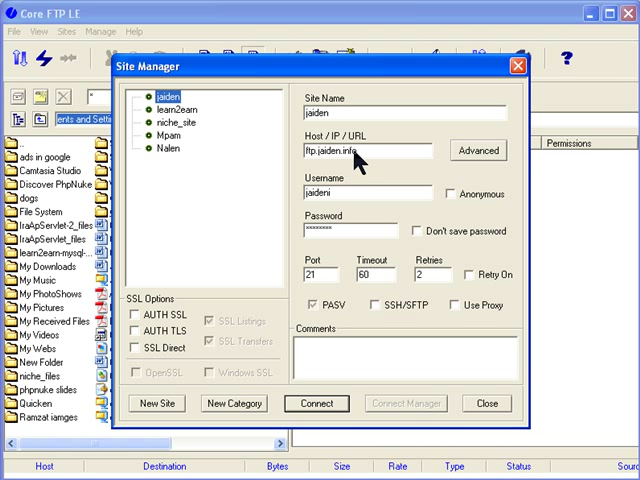 Core FTP LE
File View Sites Manage Help
Site Manager
jaiden
learn2earn
niche_site
Mpam
Nalen
Site Name
jaiden
Host / IP / URL
ftp.jaiden.info
Advanced
Username
jaideni
Anonymous
Password
********
Don't save password
Port Timeout Retries
21 60 2 Retry On
PASV SSH/SFTP Use Proxy
SSL Options
AUTH SSL
AUTH TLS
SSL Direct
SSL Listings
SSL Transfers
OpenSSL Windows SSL
Comments
New Site New Category Connect Connect Manager Close
ents and Setti
Permissions
..
ads in google
Camtasia Studio
Discover PhpNuke
dogs
File System
IraApServlet-2_files
IraApServlet_files
learn2earn-mysql-...
My Downloads
My Music
My PhotoShows
My Pictures
My Received Files
My Videos
My Webs
New Folder
niche_files
phpnuke slides
Quicken
Ramzat iamges
Host Destination Bytes Size Rate Type Status Sourc